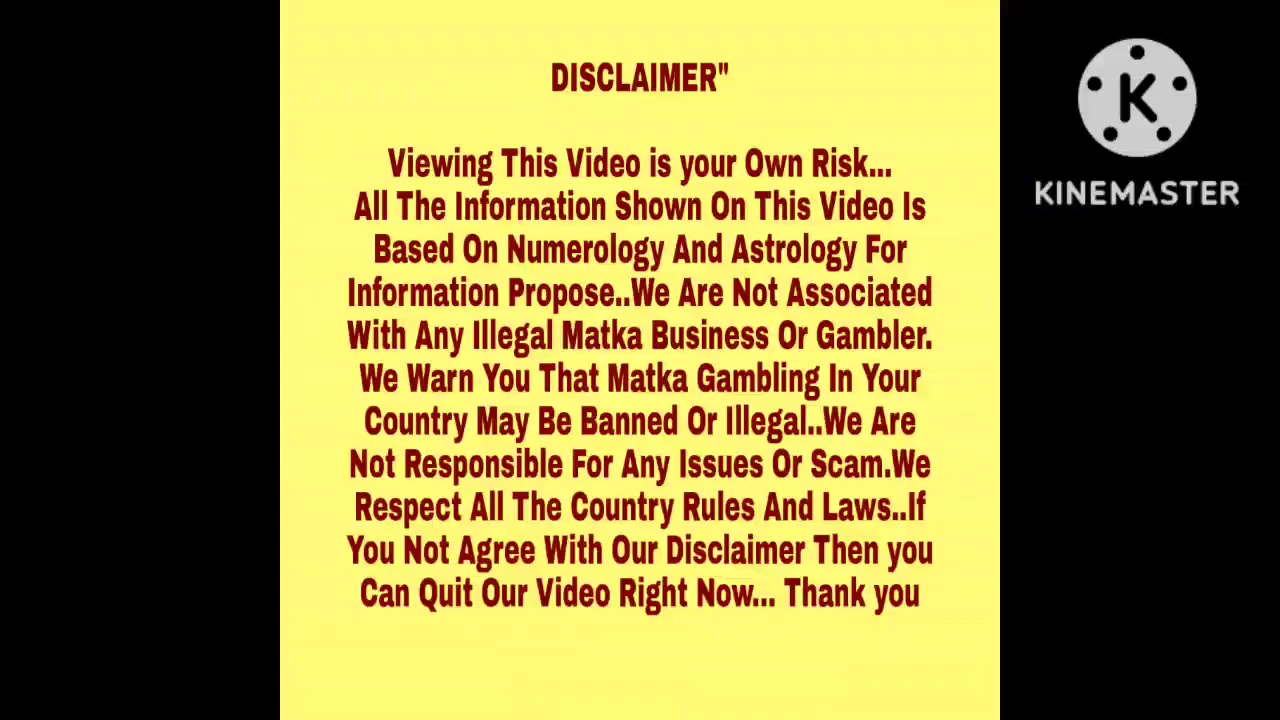 DISCLAIMER"
Viewing This Video is your Own Risk...
All The Information Shown On This Video Is
Based On Numerology And Astrology For
Information Propose..We Are Not Associated
With Any Illegal Matka Business Or Gambler.
We Warn You That Matka Gambling In Your
Country May Be Banned Or Illegal..We Are
Not Responsible For Any Issues Or Scam.We
Respect All The Country Rules And Laws..If
You Not Agree With Our Disclaimer Then you
Can Quit Our Video Right Now... Thank you
K
KINEMASTER